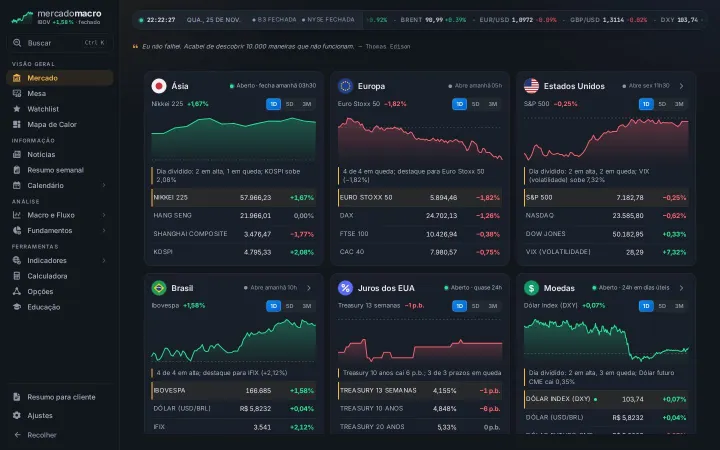 mercadomacro
IBOV +1,58% · fechado
Buscar Ctrl K
VISÃO GERAL
Mercado
Mesa
Watchlist
Mapa de Calor
INFORMAÇÃO
Notícias
Resumo semanal
Calendário
ANÁLISE
Macro e Fluxo
Fundamentos
FERRAMENTAS
Indicadores
Calculadora
Opções
Educação
Resumo para cliente
Ajustes
Recolher
22:22:27 QUA, 25 DE NOV. B3 FECHADA NYSE FECHADA +0.92% BRENT 90,99 +0.39% EUR/USD 1,0972 -0.09% GBP/USD 1,3114 -0.02% DXY 103,74
Eu não falhei. Acabei de descobrir 10.000 maneiras que não funcionam. — Thomas Edison
Ásia Aberto · fecha amanhã 03h30
Nikkei 225 +1,67% 1D 5D 3M
Dia dividido: 2 em alta, 1 em queda; KOSPI sobe
2,08%
NIKKEI 225 57.966,23 +1,67%
HANG SENG 21.966,01 0,00%
SHANGHAI COMPOSITE 3.476,47 −1,77%
KOSPI 4.795,33 +2,08%
Europa Abre amanhã 05h
Euro Stoxx 50 −1,82% 1D 5D 3M
4 de 4 em queda; destaque para Euro Stoxx 50
(−1,82%)
EURO STOXX 50 5.894,46 −1,82%
DAX 24.702,13 −1,26%
FTSE 100 10.426,94 −0,38%
CAC 40 7.980,57 −0,75%
Estados Unidos Abre sex 11h30
S&P 500 −0,25% 1D 5D 3M
Dia dividido: 2 em alta, 2 em queda; VIX
(volatilidade) sobe 7,32%
S&P 500 7.182,78 −0,25%
NASDAQ 23.585,80 −0,62%
DOW JONES 50.182,95 +0,33%
VIX (VOLATILIDADE) 28,29 +7,32%
Brasil Abre amanhã 10h
Ibovespa +1,58% 1D 5D 3M
4 de 4 em alta; destaque para IFIX (+2,12%)
IBOVESPA 166.685 +1,58%
DÓLAR (USD/BRL) R$ 5,8232 +0,04%
IFIX 3.541 +2,12%
Juros dos EUA Aberto · quase 24h
Treasury 13 semanas −1 p.b. 1D 5D 3M
Treasury 10 anos cai 6 p.b.; 3 de 3 prazos em queda
TREASURY 13 SEMANAS 4,155% −1 p.b.
TREASURY 10 ANOS 4,848% −6 p.b.
TREASURY 20 ANOS 5,33% 0 p.b.
Moedas Aberto · 24h em dias úteis
Dólar Index (DXY) +0,07% 1D 5D 3M
Dia dividido: 2 em alta, 3 em queda; Dólar futuro
CME cai 0,35%
DÓLAR INDEX (DXY) 103,74 +0,07%
DÓLAR (USD/BRL) R$ 5,8232 +0,04%